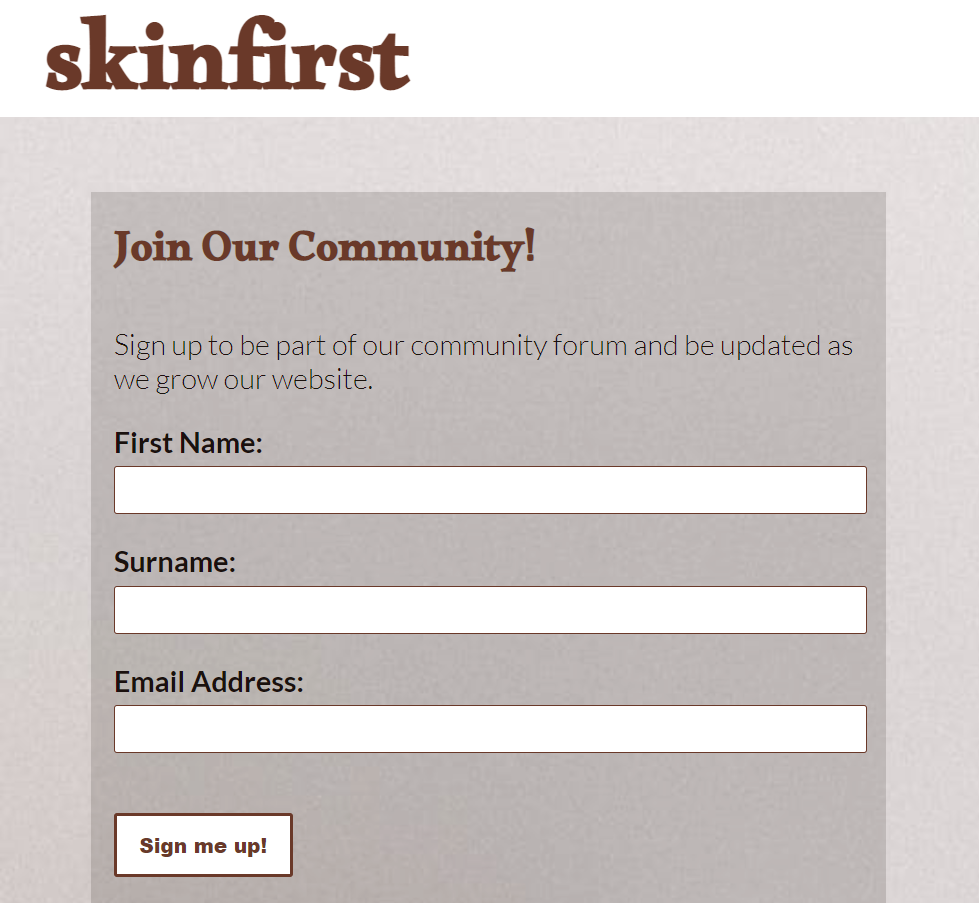 skinfirst
Join Our Community!
Sign up to be part of our community forum and be updated as
we grow our website.
First Name:
Surname:
Email Address:
Sign me up!